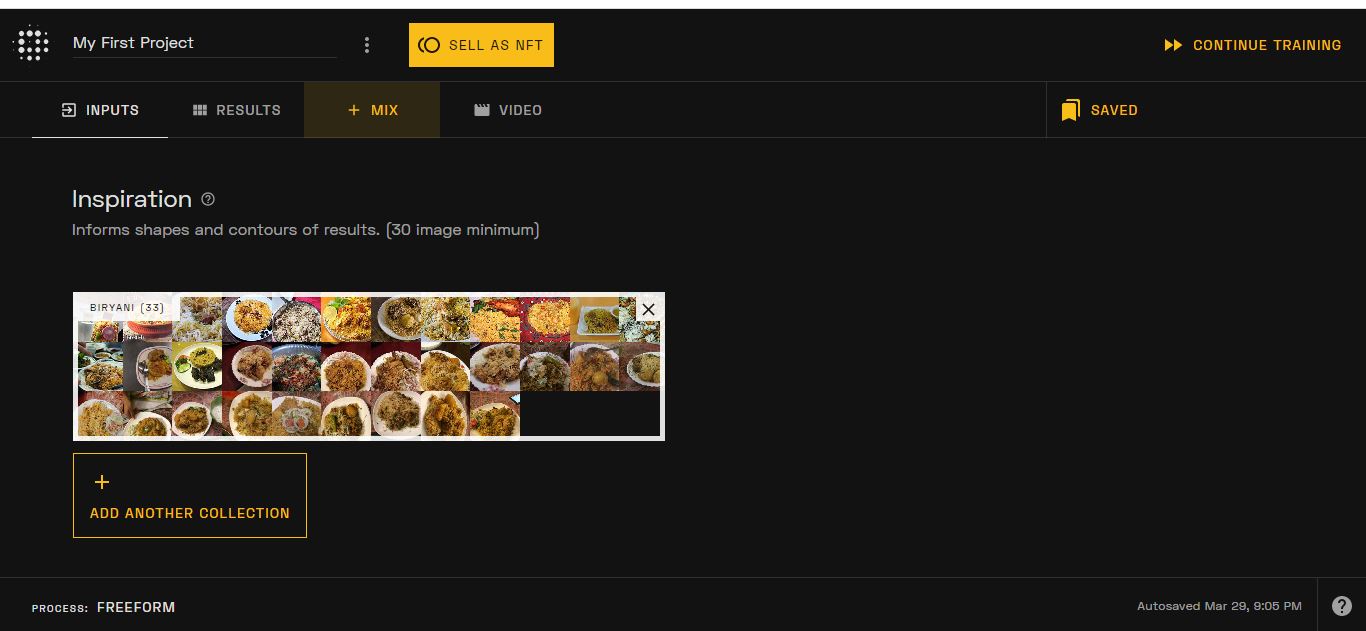 My First Project
SELL AS NFT
CONTINUE TRAINING
INPUTS
RESULTS
MIX
VIDEO
SAVED
Inspiration
Informs shapes and contours of results. (30 image minimum)
BIRYANI (33)
ADD ANOTHER COLLECTION
PROCESS: FREEFORM
Autosaved Mar 29, 9:05 PM